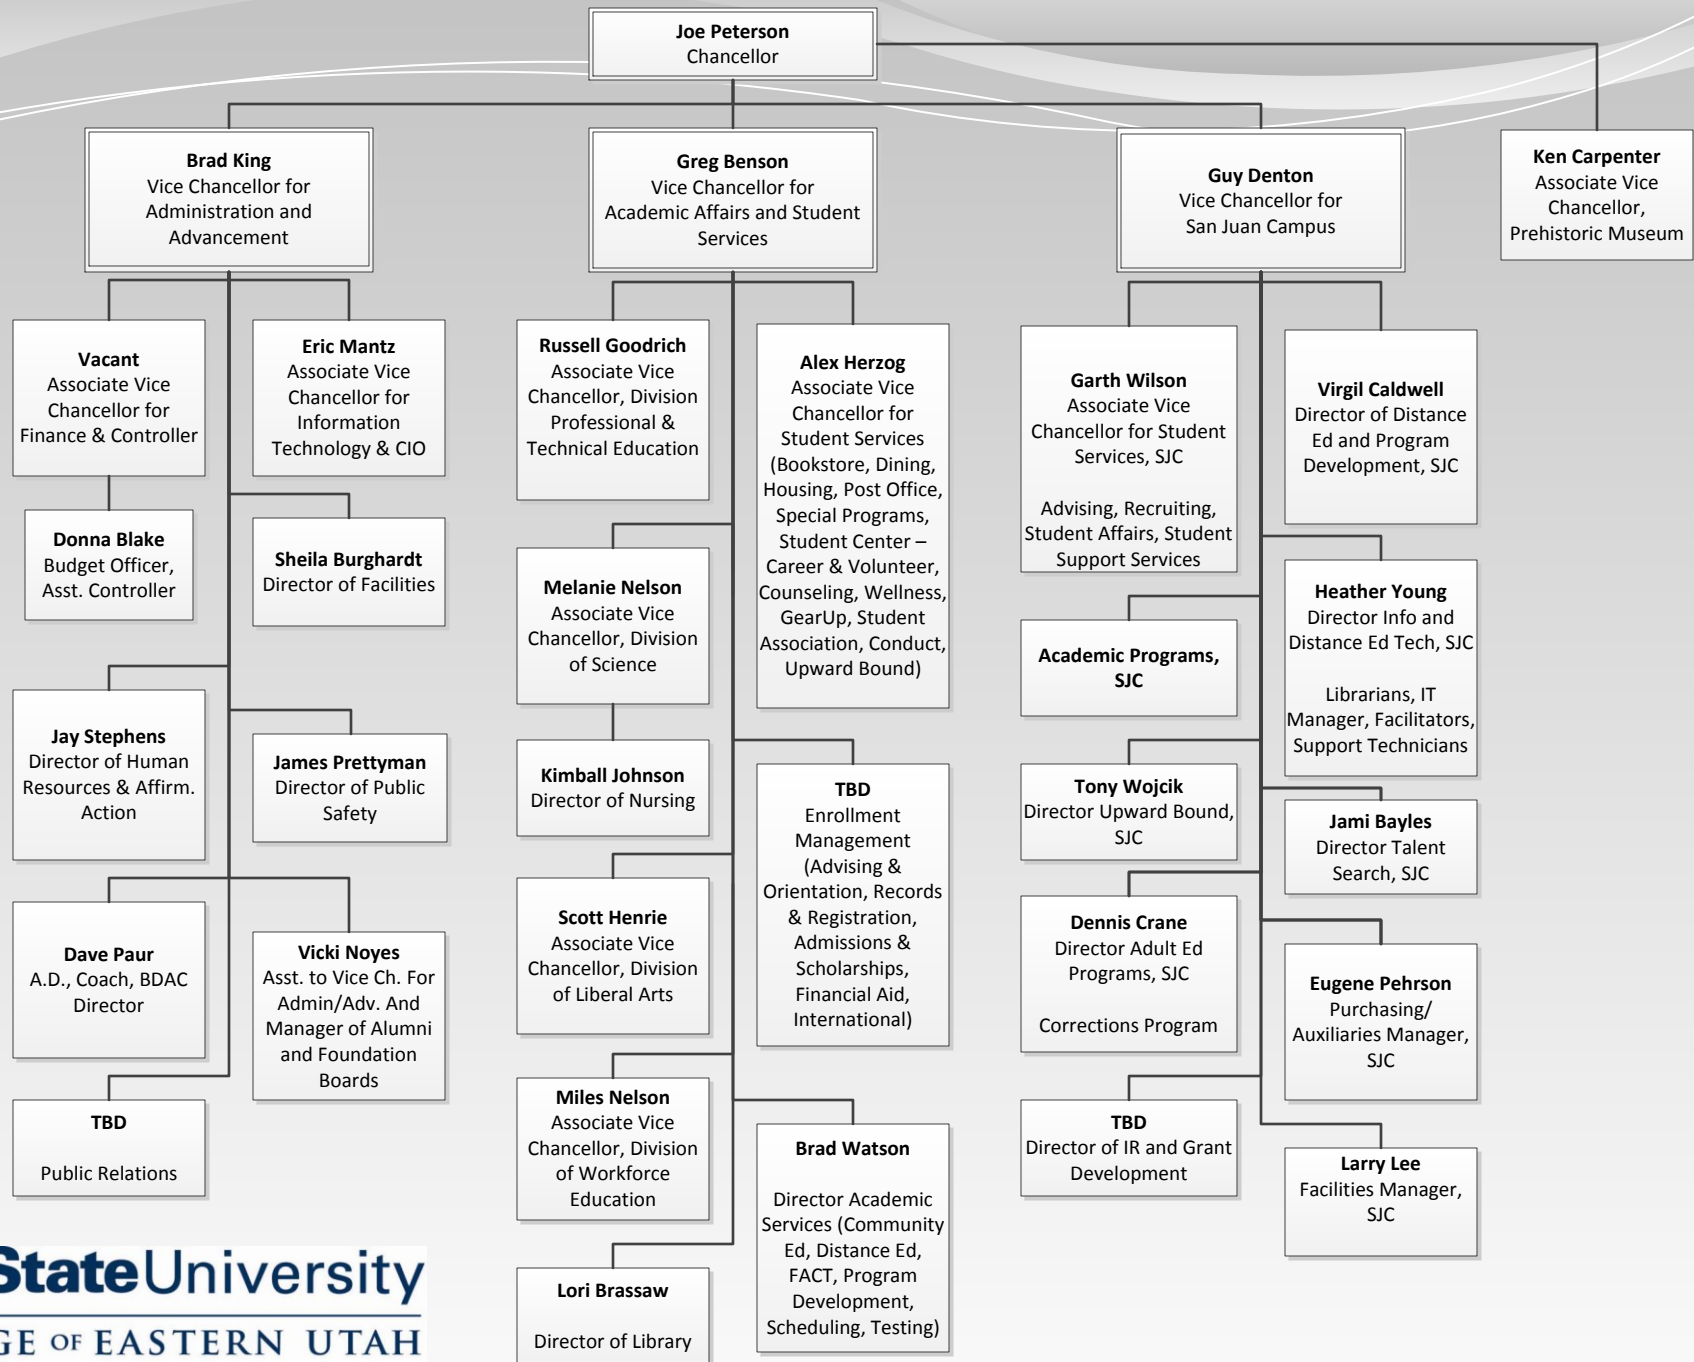 Joe Peterson
Chancellor
Brad King
Vice Chancellor for
Administration and
Advancement
Greg Benson
Vice Chancellor for
Academic Affairs and Student
Services
Guy Denton
Vice Chancellor for
San Juan Campus
Ken Carpenter
Associate Vice
Chancellor,
Prehistoric Museum
Vacant
Associate Vice
Chancellor for
Finance & Controller
Eric Mantz
Associate Vice
Chancellor for
Information
Technology & CIO
Donna Blake
Budget Officer,
Asst. Controller
Sheila Burghardt
Director of Facilities
Jay Stephens
Director of Human
Resources & Affirm.
Action
James Prettyman
Director of Public
Safety
Dave Paur
A.D., Coach, BDAC
Director
Vicki Noyes
Asst. to Vice Ch. For
Admin/Adv. And
Manager of Alumni
and Foundation
Boards
TBD
Public Relations
Russell Goodrich
Associate Vice
Chancellor, Division
Professional &
Technical Education
Alex Herzog
Associate Vice
Chancellor for
Student Services
(Bookstore, Dining,
Housing, Post Office,
Special Programs,
Student Center –
Career & Volunteer,
Counseling, Wellness,
GearUp, Student
Association, Conduct,
Upward Bound)
Melanie Nelson
Associate Vice
Chancellor, Division
of Science
Kimball Johnson
Director of Nursing
TBD
Enrollment
Management
(Advising &
Orientation, Records
& Registration,
Admissions &
Scholarships,
Financial Aid,
International)
Scott Henrie
Associate Vice
Chancellor, Division
of Liberal Arts
Miles Nelson
Associate Vice
Chancellor, Division
of Workforce
Education
Brad Watson
Director Academic
Services (Community
Ed, Distance Ed,
FACT, Program
Development,
Scheduling, Testing)
Lori Brassaw
Director of Library
Garth Wilson
Associate Vice
Chancellor for Student
Services, SJC
Advising, Recruiting,
Student Affairs, Student
Support Services
Virgil Caldwell
Director of Distance
Ed and Program
Development, SJC
Academic Programs,
SJC
Heather Young
Director Info and
Distance Ed Tech, SJC
Librarians, IT
Manager, Facilitators,
Support Technicians
Tony Wojcik
Director Upward Bound,
SJC
Jami Bayles
Director Talent
Search, SJC
Dennis Crane
Director Adult Ed
Programs, SJC
Corrections Program
Eugene Pehrson
Purchasing/
Auxiliaries Manager,
SJC
TBD
Director of IR and Grant
Development
Larry Lee
Facilities Manager,
SJC
StateUniversity
GE OF EASTERN UTAH